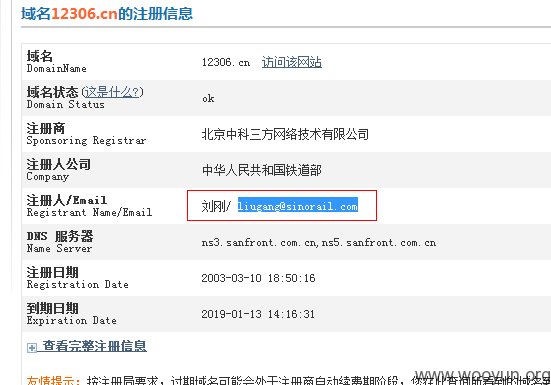 域名12306.cn的注册信息
域名
DomainName
12306.cn 访问该网站
域名状态(这是什么?)
Domain Status
ok
注册商
Sponsoring Registrar
北京中科三方网络技术有限公司
注册人公司
Company
中华人民共和国铁道部
注册人/Email
Registrant Name/Email
刘刚/ liugang@sinorail.com
DNS 服务器
Name Server
ns3.sanfront.com.cn,ns5.sanfront.com.cn
注册日期
Registration Date
2003-03-10 18:50:16
到期日期
Expiration Date
2019-01-13 14:16:31
查看完整注册信息
友情提示：按注册局要求，过期域名可能会处于注册商自动续费期阶段，您在此查
www.wooyun.org